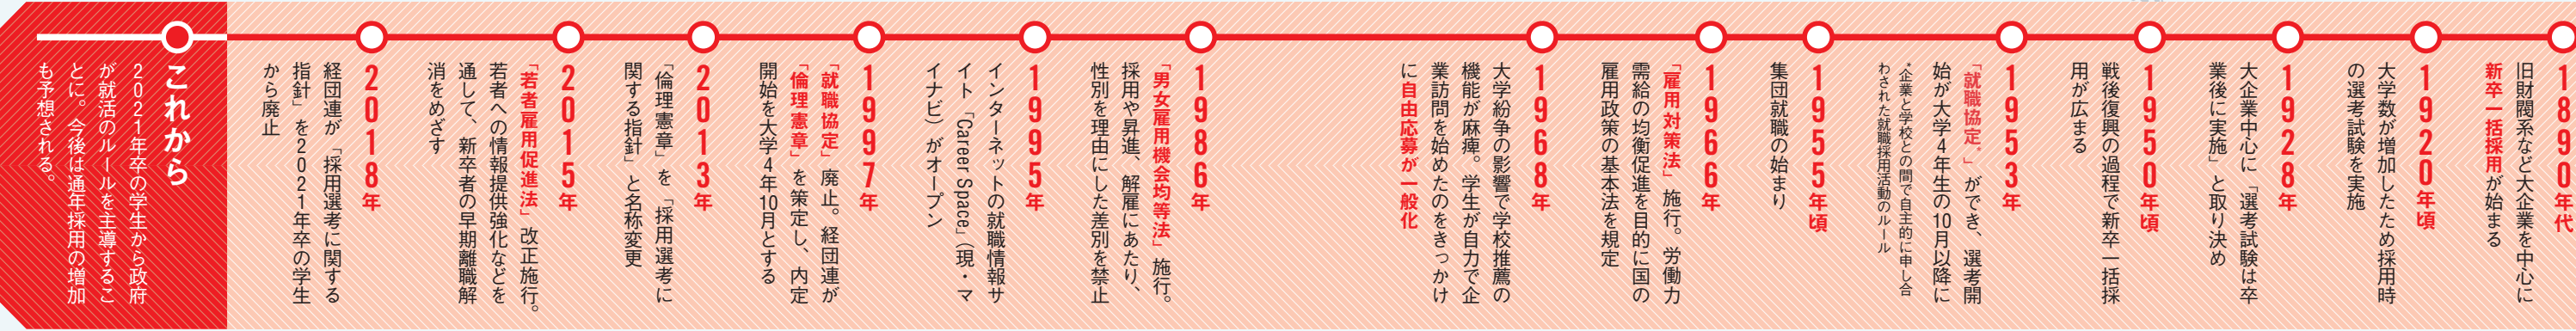 1890年代
旧財閥系など大企業を中心に
新卒一括採用が始まる
1920年頃
大学数が増加したため採用時
の選考試験を実施
1928年
大企業中心に「選考試験は卒
業後に実施」と取り決め
1950年頃
戦後復興の過程で新卒一括採
用が広まる
1953年
「就職協定*」ができ、選考開
始が大学4年生の10月以降に
*企業と学校との間で自主的に申し合
わされた就職採用活動のルール
1955年頃
集団就職の始まり
1966年
「雇用対策法」施行。労働力
需給の均衡促進を目的に国の
雇用政策の基本法を規定
1968年
大学紛争の影響で学校推薦の
機能が麻痺。学生が自力で企
業訪問を始めたのをきっかけ
に自由応募が一般化
1986年
「男女雇用機会均等法」施行。
採用や昇進、解雇にあたり、
性別を理由にした差別を禁止
1995年
インターネットの就職情報サ
イト「Career Space」(現・マ
イナビ)がオープン
1997年
「就職協定」廃止。経団連が
「倫理憲章」を策定し、内定
開始を大学4年10月とする
2013年
「倫理憲章」を「採用選考に
関する指針」と名称変更
2015年
「若者雇用促進法」改正施行。
若者への情報提供強化などを
通して、新卒者の早期離職解
消をめざす
2018年
経団連が「採用選考に関する
指針」を2021年卒の学生
から廃止
これから
2021年卒の学生から政府
が就活のルールを主導するこ
とに。今後は通年採用の増加
も予想される。